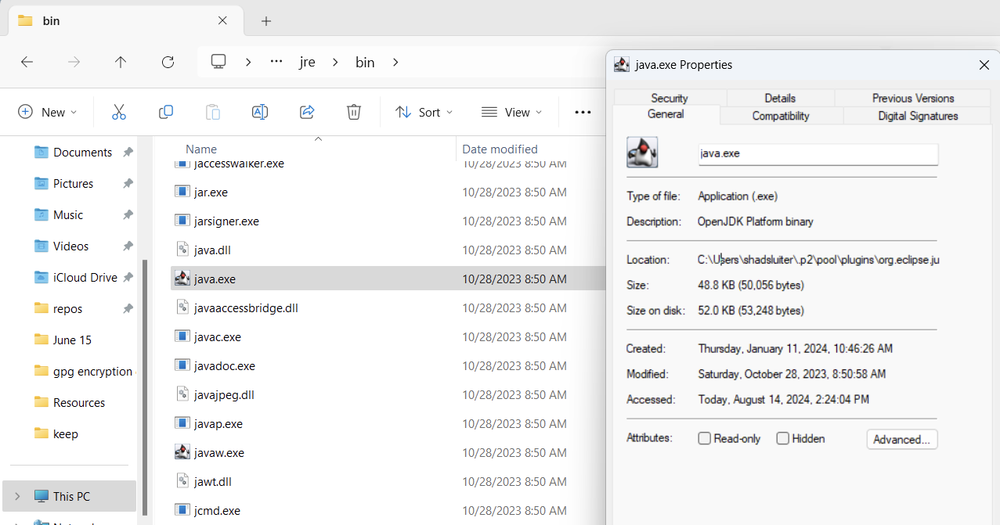 bin
jre
bin
New
Sort
View
Documents
Pictures
Music
Videos
iCloud Drive
repos
June 15
gpg encryption
Resources
keep
This PC
Name
Date modified
jaccesswalker.exe 10/28/2023 8:50 AM
jar.exe 10/28/2023 8:50 AM
jarsigner.exe 10/28/2023 8:50 AM
java.dll 10/28/2023 8:50 AM
java.exe 10/28/2023 8:50 AM
javaaccessbridge.dll 10/28/2023 8:50 AM
javac.exe 10/28/2023 8:50 AM
javadoc.exe 10/28/2023 8:50 AM
javajpeg.dll 10/28/2023 8:50 AM
javap.exe 10/28/2023 8:50 AM
javaw.exe 10/28/2023 8:50 AM
jawt.dll 10/28/2023 8:50 AM
jcmd.exe 10/28/2023 8:50 AM
java.exe Properties
Security Details Previous Versions
General Compatibility Digital Signatures
java.exe
Type of file: Application (.exe)
Description: OpenJDK Platform binary
Location: C:\Users\shadsluiter\.p2\pool\plugins\org.eclipse.ju
Size: 48.8 KB (50,056 bytes)
Size on disk: 52.0 KB (53,248 bytes)
Created: Thursday, January 11, 2024, 10:46:26 AM
Modified: Saturday, October 28, 2023, 8:50:58 AM
Accessed: Today, August 14, 2024, 2:24:04 PM
Attributes: Read-only Hidden Advanced...